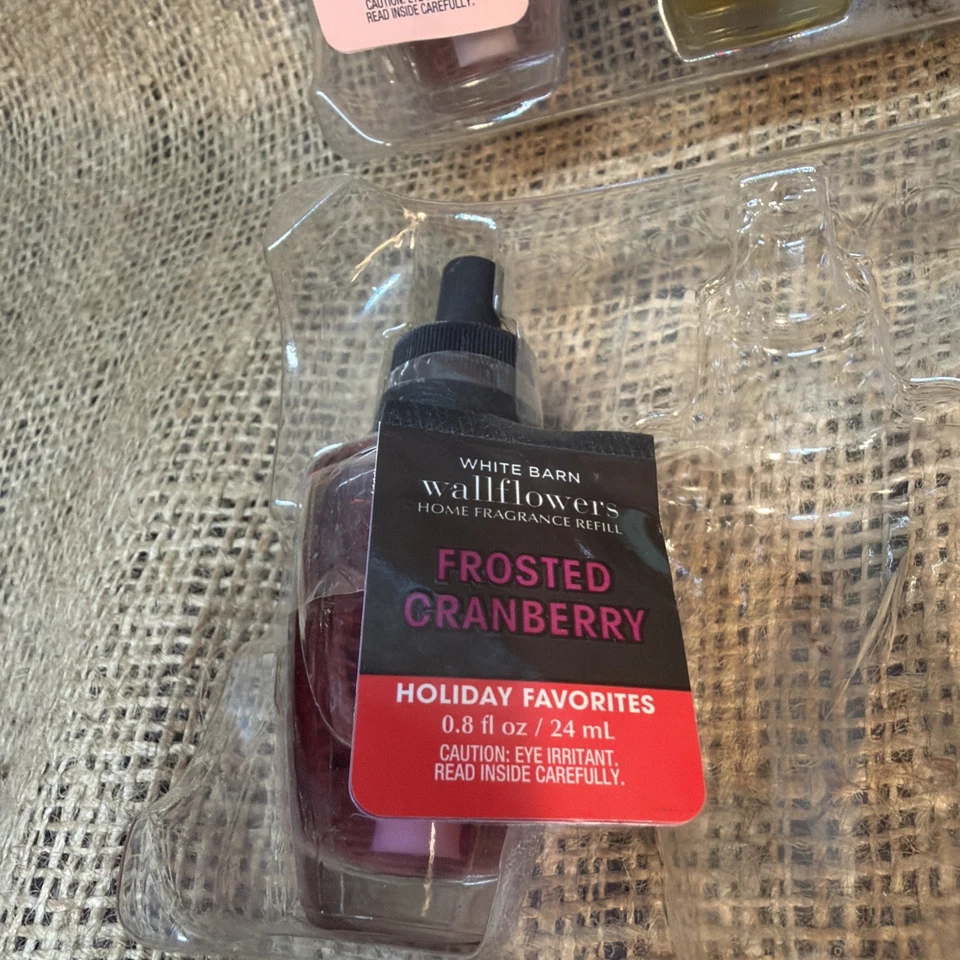 READ INSIDE CAREFULLY.
WHITE BARN
wallflowers
HOME FRAGRANCE REFILL
FROSTED
CRANBERRY
HOLIDAY FAVORITES
0.8 fl oz / 24 mL
CAUTION: EYE IRRITANT.
READ INSIDE CAREFULLY.